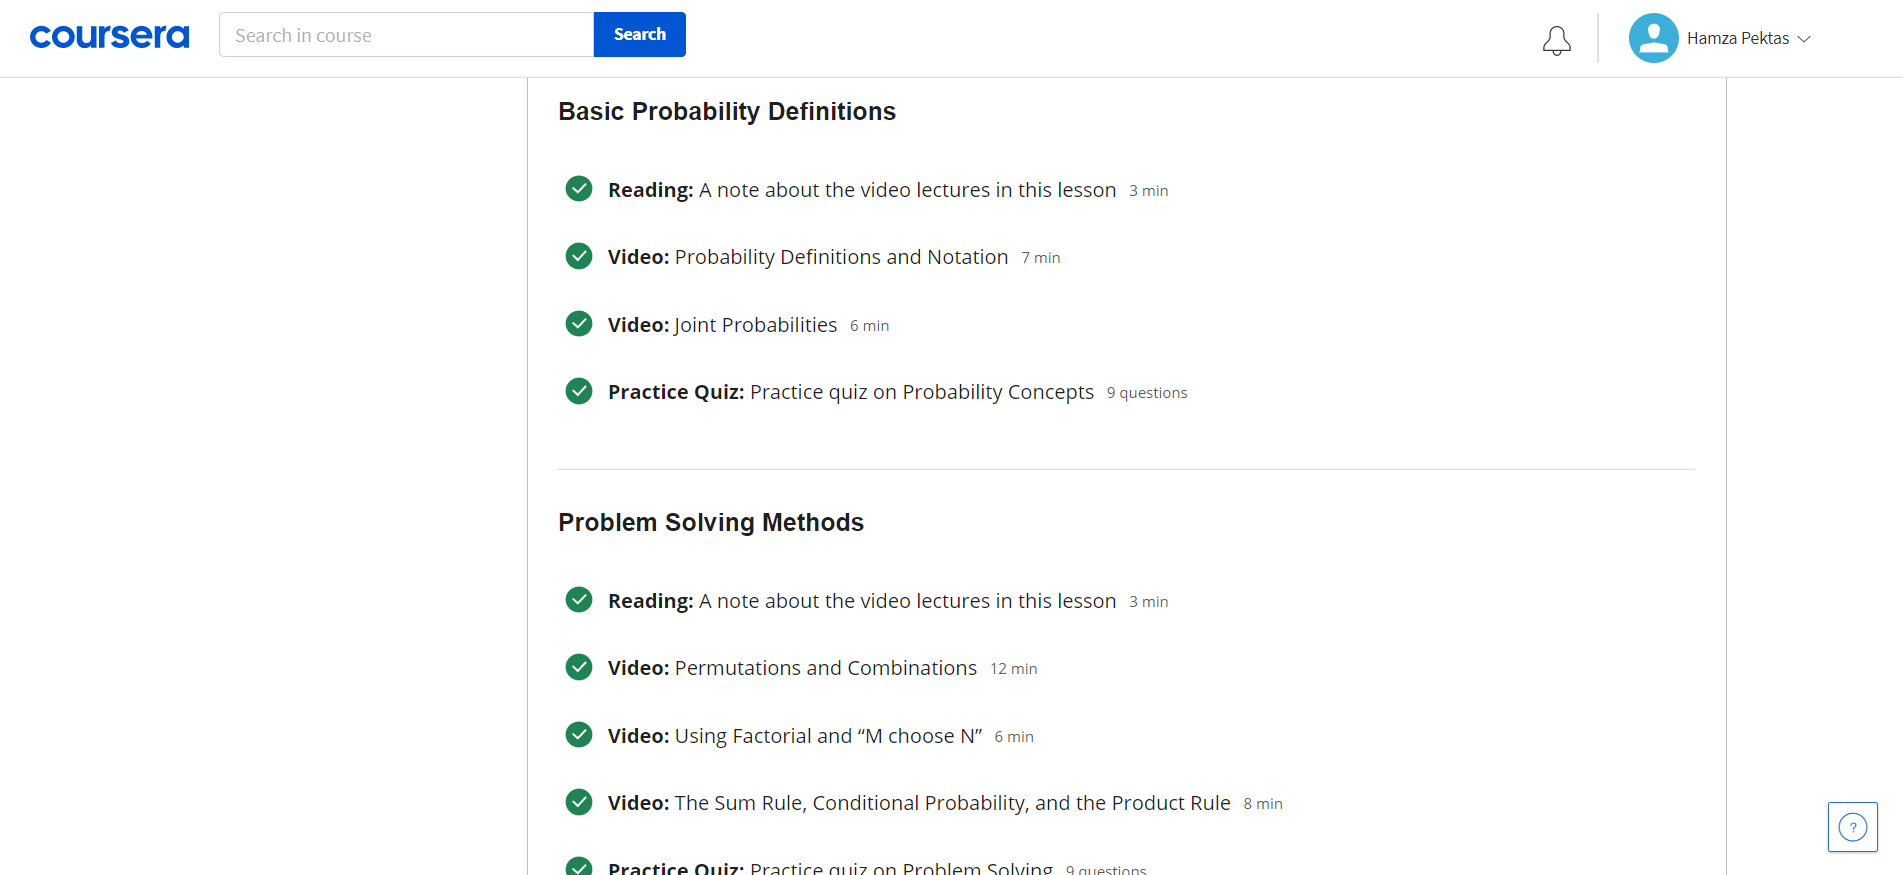 coursera
Search in course
Search
Hamza Pektas
Basic Probability Definitions
Reading: A note about the video lectures in this lesson 3 min
Video: Probability Definitions and Notation 7 min
Video: Joint Probabilities 6 min
Practice Quiz: Practice quiz on Probability Concepts 9 questions
Problem Solving Methods
Reading: A note about the video lectures in this lesson 3 min
Video: Permutations and Combinations 12 min
Video: Using Factorial and “M choose N” 6 min
Video: The Sum Rule, Conditional Probability, and the Product Rule 8 min
?
Practice Quiz: Practice quiz on Problem Solving 9 questions